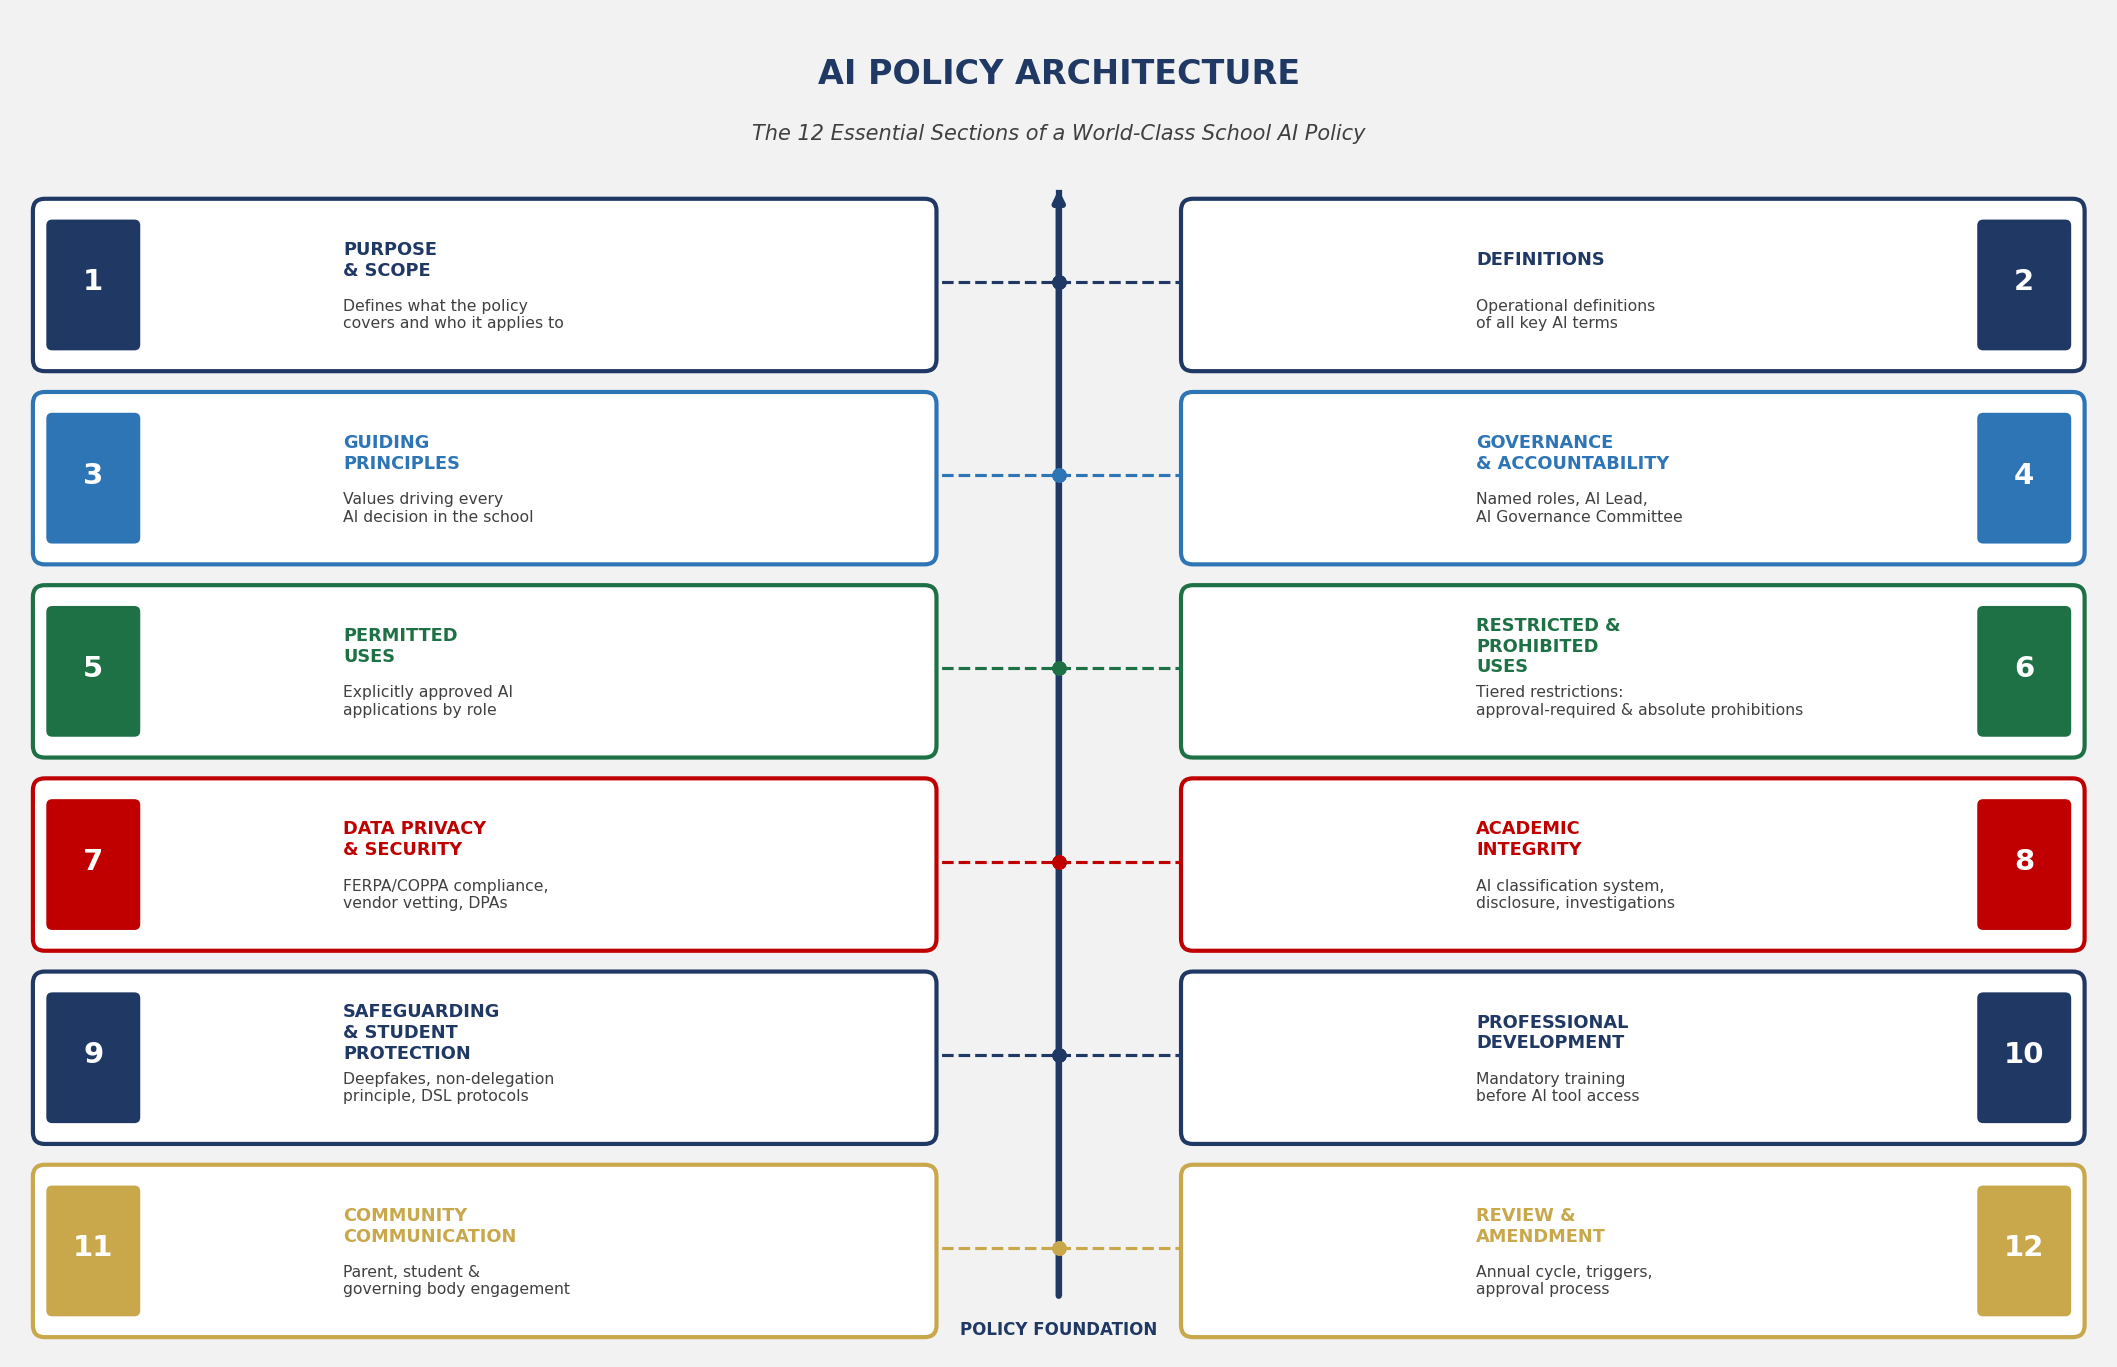 AI POLICY ARCHITECTURE
The 12 Essential Sections of a World-Class School AI Policy
1
PURPOSE
& SCOPE
Defines what the policy
covers and who it applies to
DEFINITIONS
Operational definitions
of all key AI terms
2
3
GUIDING
PRINCIPLES
Values driving every
AI decision in the school
GOVERNANCE
& ACCOUNTABILITY
Named roles, AI Lead,
AI Governance Committee
4
5
PERMITTED
USES
Explicitly approved AI
applications by role
RESTRICTED &
PROHIBITED
USES
Tiered restrictions:
approval-required & absolute prohibitions
6
7
DATA PRIVACY
& SECURITY
FERPA/COPPA compliance,
vendor vetting, DPAs
ACADEMIC
INTEGRITY
AI classification system,
disclosure, investigations
8
9
SAFEGUARDING
& STUDENT
PROTECTION
Deepfakes, non-delegation
principle, DSL protocols
PROFESSIONAL
DEVELOPMENT
Mandatory training
before AI tool access
10
11
COMMUNITY
COMMUNICATION
Parent, student &
governing body engagement
REVIEW &
AMENDMENT
Annual cycle, triggers,
approval process
12
POLICY FOUNDATION